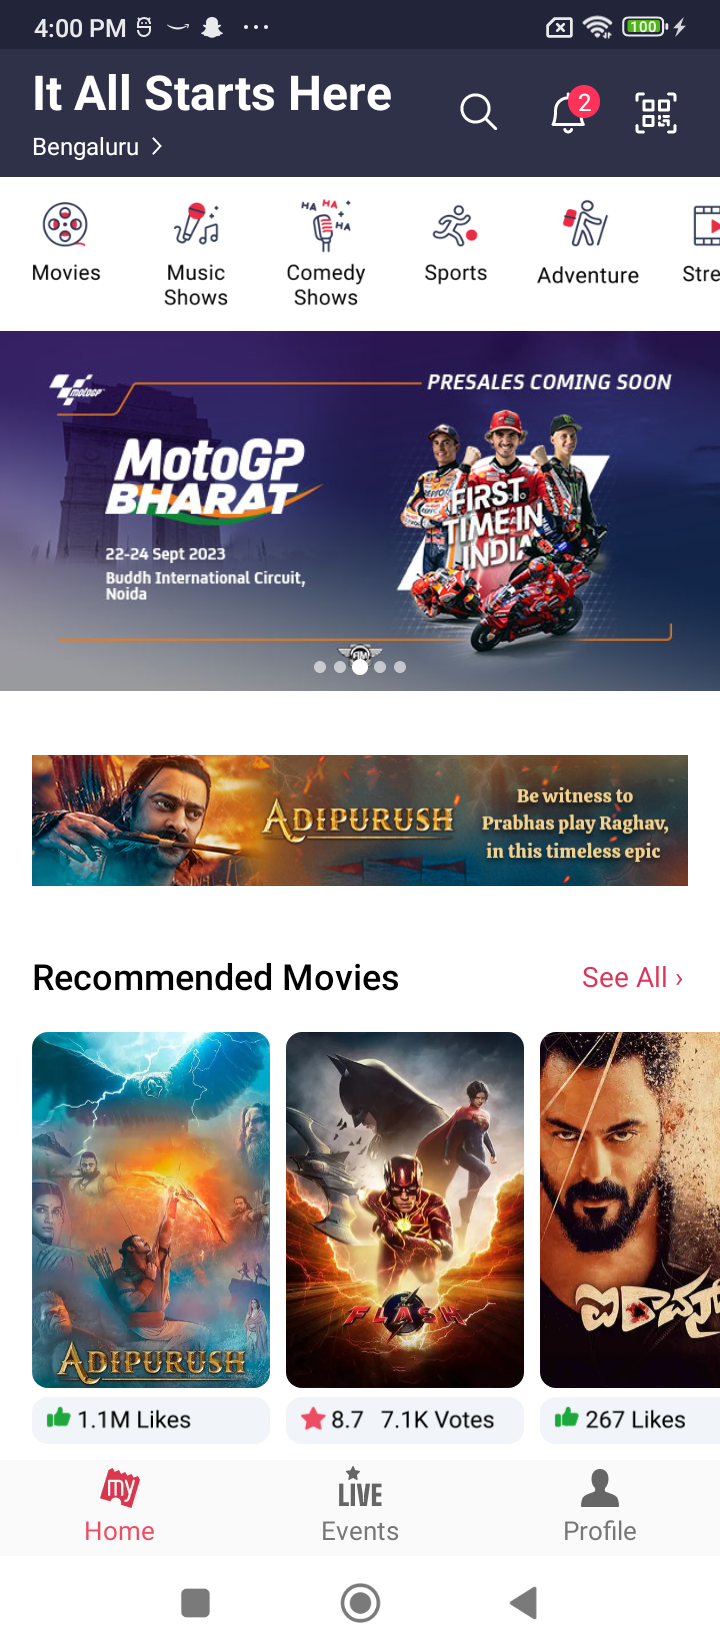 4:00 PM
100
It All Starts Here
2
Bengaluru
Movies
Music
Shows
HA HA HA
Comedy
Shows
Sports
Adventure
Stre
MotoGP
PRESALES COMING SOON
MotoGP
BHARAT
FIRST
TIME IN
INDIA
22-24 Sept 2023
Buddh International Circuit,
Noida
FIM
ADIPURUSH
Be witness to
Prabhas play Raghav,
in this timeless epic
Recommended Movies
See All ›
ADIPURUSH
FLASH
1.1M Likes
8.7 7.1K Votes
267 Likes
my
Home
LIVE
Events
Profile